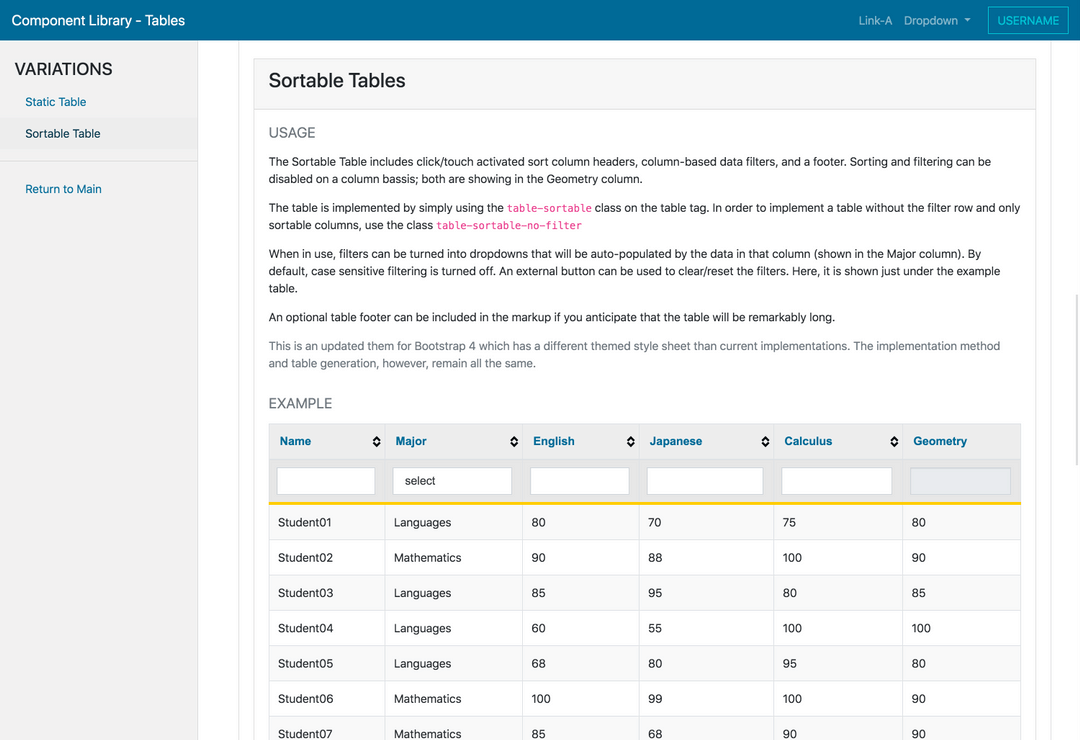 Component Library - Tables
Link-A Dropdown USERNAME
VARIATIONS
Static Table
Sortable Table
Return to Main
Sortable Tables
USAGE
The Sortable Table includes click/touch activated sort column headers, column-based data filters, and a footer. Sorting and filtering can be
disabled on a column bassis; both are showing in the Geometry column.
The table is implemented by simply using the table-sortable class on the table tag. In order to implement a table without the filter row and only
sortable columns, use the class table-sortable-no-filter
When in use, filters can be turned into dropdowns that will be auto-populated by the data in that column (shown in the Major column). By
default, case sensitive filtering is turned off. An external button can be used to clear/reset the filters. Here, it is shown just under the example
table.
An optional table footer can be included in the markup if you anticipate that the table will be remarkably long.
This is an updated them for Bootstrap 4 which has a different themed style sheet than current implementations. The implementation method
and table generation, however, remain all the same.
EXAMPLE
Name Major English Japanese Calculus Geometry
select
Student01 Languages 80 70 75 80
Student02 Mathematics 90 88 100 90
Student03 Languages 85 95 80 85
Student04 Languages 60 55 100 100
Student05 Languages 68 80 95 80
Student06 Mathematics 100 99 100 90
Student07 Mathematics 85 68 90 90